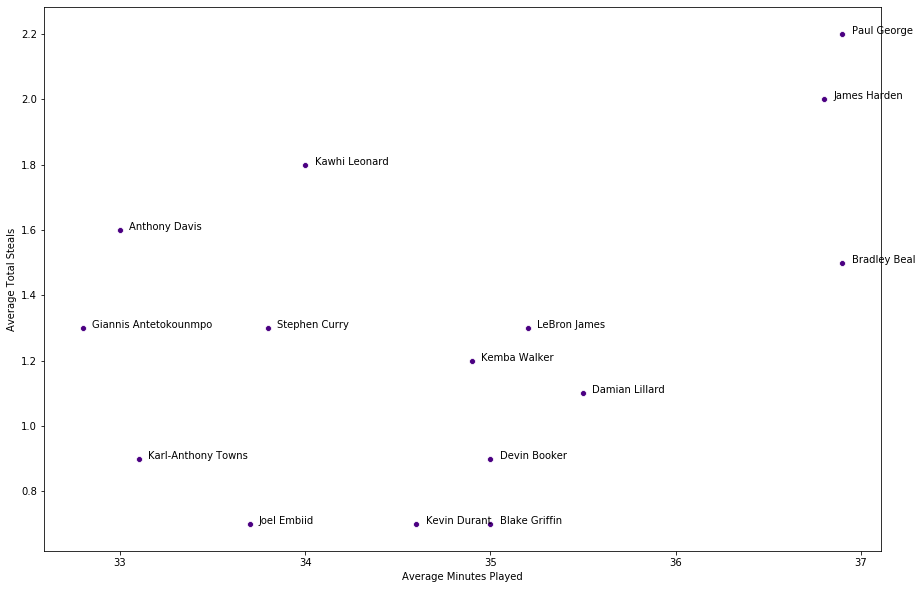 2.2
Paul George
2.0
James Harden
1.8
Kawhi Leonard
1.6
Anthony Davis
Bradley Beal
1.4
Average Total Steals
Giannis Antetokounmpo
Stephen Curry
LeBron James
1.2
Kemba Walker
Damian Lillard
1.0
Karl-Anthony Towns
Devin Booker
0.8
Joel Embiid
Kevin Durant
Blake Griffin
33
34
35
36
37
Average Minutes Played